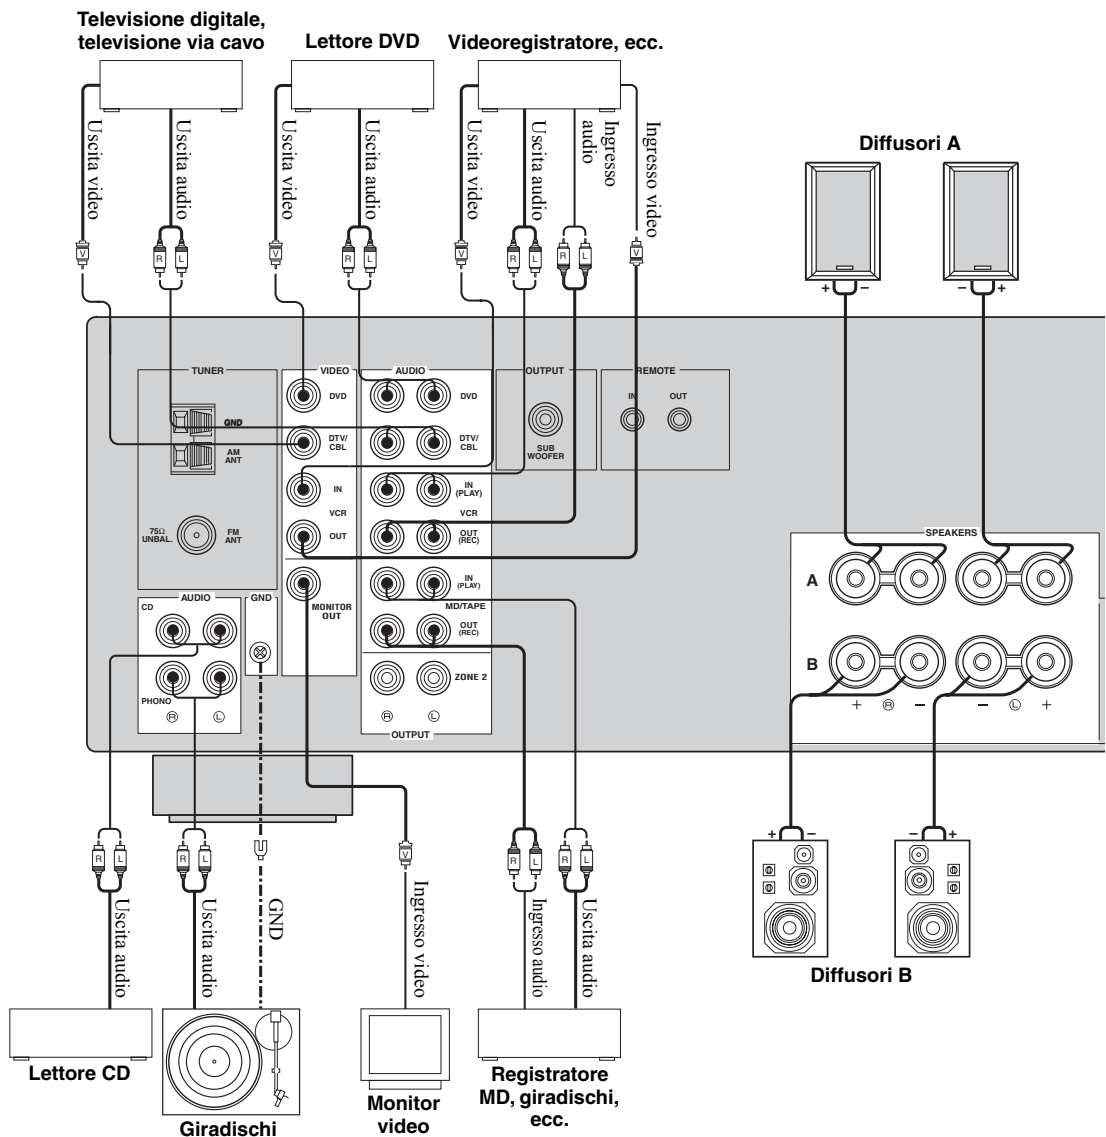 Televisione digitale,
televisione via cavo
Lettore DVD
Videoregistratore, ecc.
Uscita video
Uscita audio
Uscita video
Uscita audio
Uscita video
Uscita audio
Ingresso
audio
Ingresso video
Diffusori A
V
R
L
V
R
L
V
R
L
R
L
V
+
–
–
+
TUNER
GND
AM
ANT
75Ω
UNBAL.
FM
ANT
VIDEO
DVD
DTV/
CBL
IN
VCR
OUT
MONITOR
OUT
AUDIO
DVD
DTV/
CBL
IN
(PLAY)
VCR
OUT
(REC)
IN
(PLAY)
MD/TAPE
OUT
(REC)
ZONE 2
R
L
OUTPUT
OUTPUT
SUB
WOOFER
REMOTE
IN
OUT
AUDIO
CD
PHONO
R
L
GND
SPEAKERS
A
B
+
R
–
–
L
+
R
L
R
L
V
R
L
R
L
+
–
–
+
Uscita audio
Uscita audio
GND
Ingresso video
Ingresso audio
Uscita audio
Diffusori B
Lettore CD
Giradischi
Monitor
video
Registratore
MD, giradischi,
ecc.